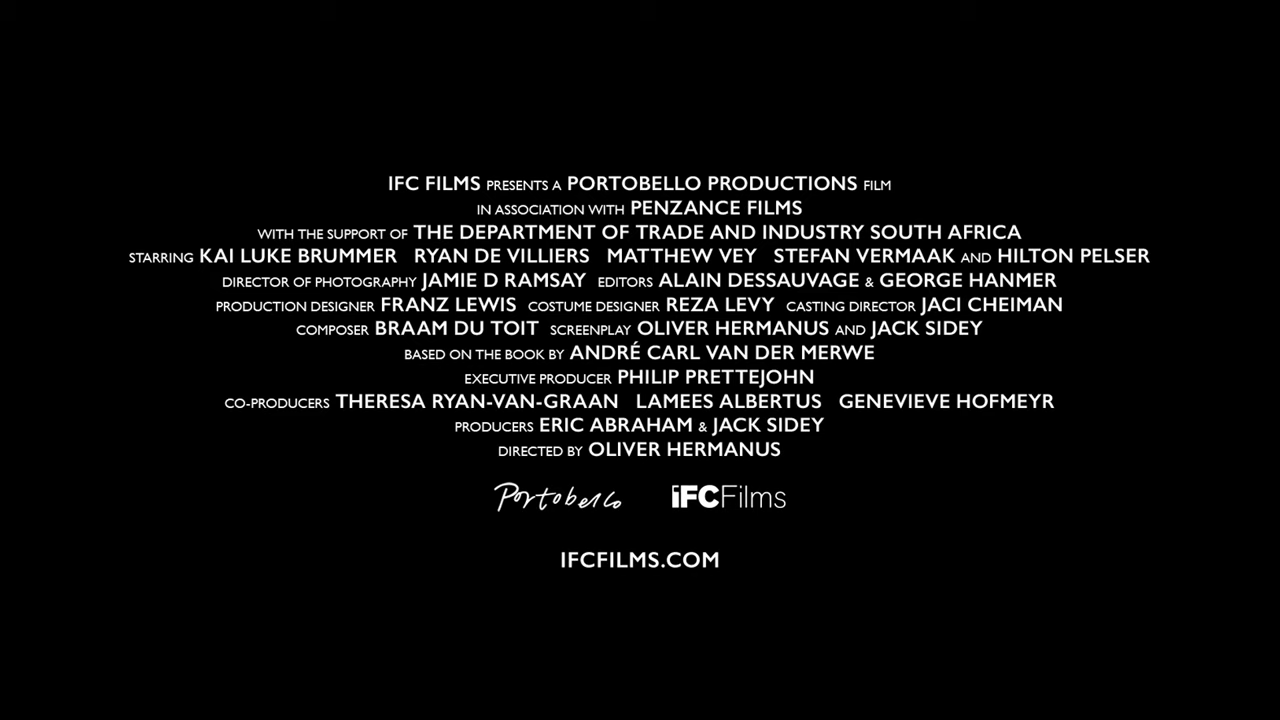 IFC FILMS PRESENTS A PORTOBELLO PRODUCTIONS FILM
IN ASSOCIATION WITH PENZANCE FILMS
WITH THE SUPPORT OF THE DEPARTMENT OF TRADE AND INDUSTRY SOUTH AFRICA
STARRING KAI LUKE BRUMMER RYAN DE VILLIERS MATTHEW VEY STEFAN VERMAAK AND HILTON PELSER
DIRECTOR OF PHOTOGRAPHY JAMIE D RAMSAY EDITORS ALAIN DESSAUVAGE & GEORGE HANMER
PRODUCTION DESIGNER FRANZ LEWIS COSTUME DESIGNER REZA LEVY CASTING DIRECTOR JACI CHEIMAN
COMPOSER BRAAM DU TOIT SCREENPLAY OLIVER HERMANUS AND JACK SIDEY
BASED ON THE BOOK BY ANDRÉ CARL VAN DER MERWE
EXECUTIVE PRODUCER PHILIP PRETTEJOHN
CO-PRODUCERS THERESA RYAN-VAN-GRAAN LAMEES ALBERTUS GENEVIEVE HOFMEYR
PRODUCERS ERIC ABRAHAM & JACK SIDEY
DIRECTED BY OLIVER HERMANUS
Portobello iFC Films
IFCFILMS.COM